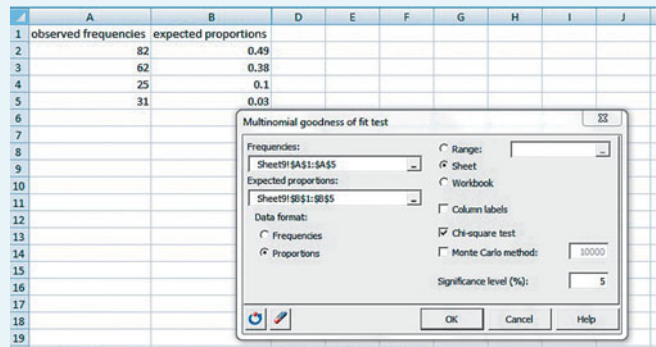 A B D E F G H I J
1 observed frequencies expected proportions
2 82 0.49
3 62 0.38
4 25 0.1
5 31 0.03
6
7
8
9
10
11
12
13
14
15
16
17
18
19
Multinomial goodness of fit test
Frequencies:
Sheet9!$A$1:$A$5
Expected proportions:
Sheet9!$B$1:$B$5
Data format:
Frequencies
Proportions
Range:
Sheet
Workbook
Column labels
Chi-square test
Monte Carlo method: 10000
Significance level (%): 5
OK Cancel Help